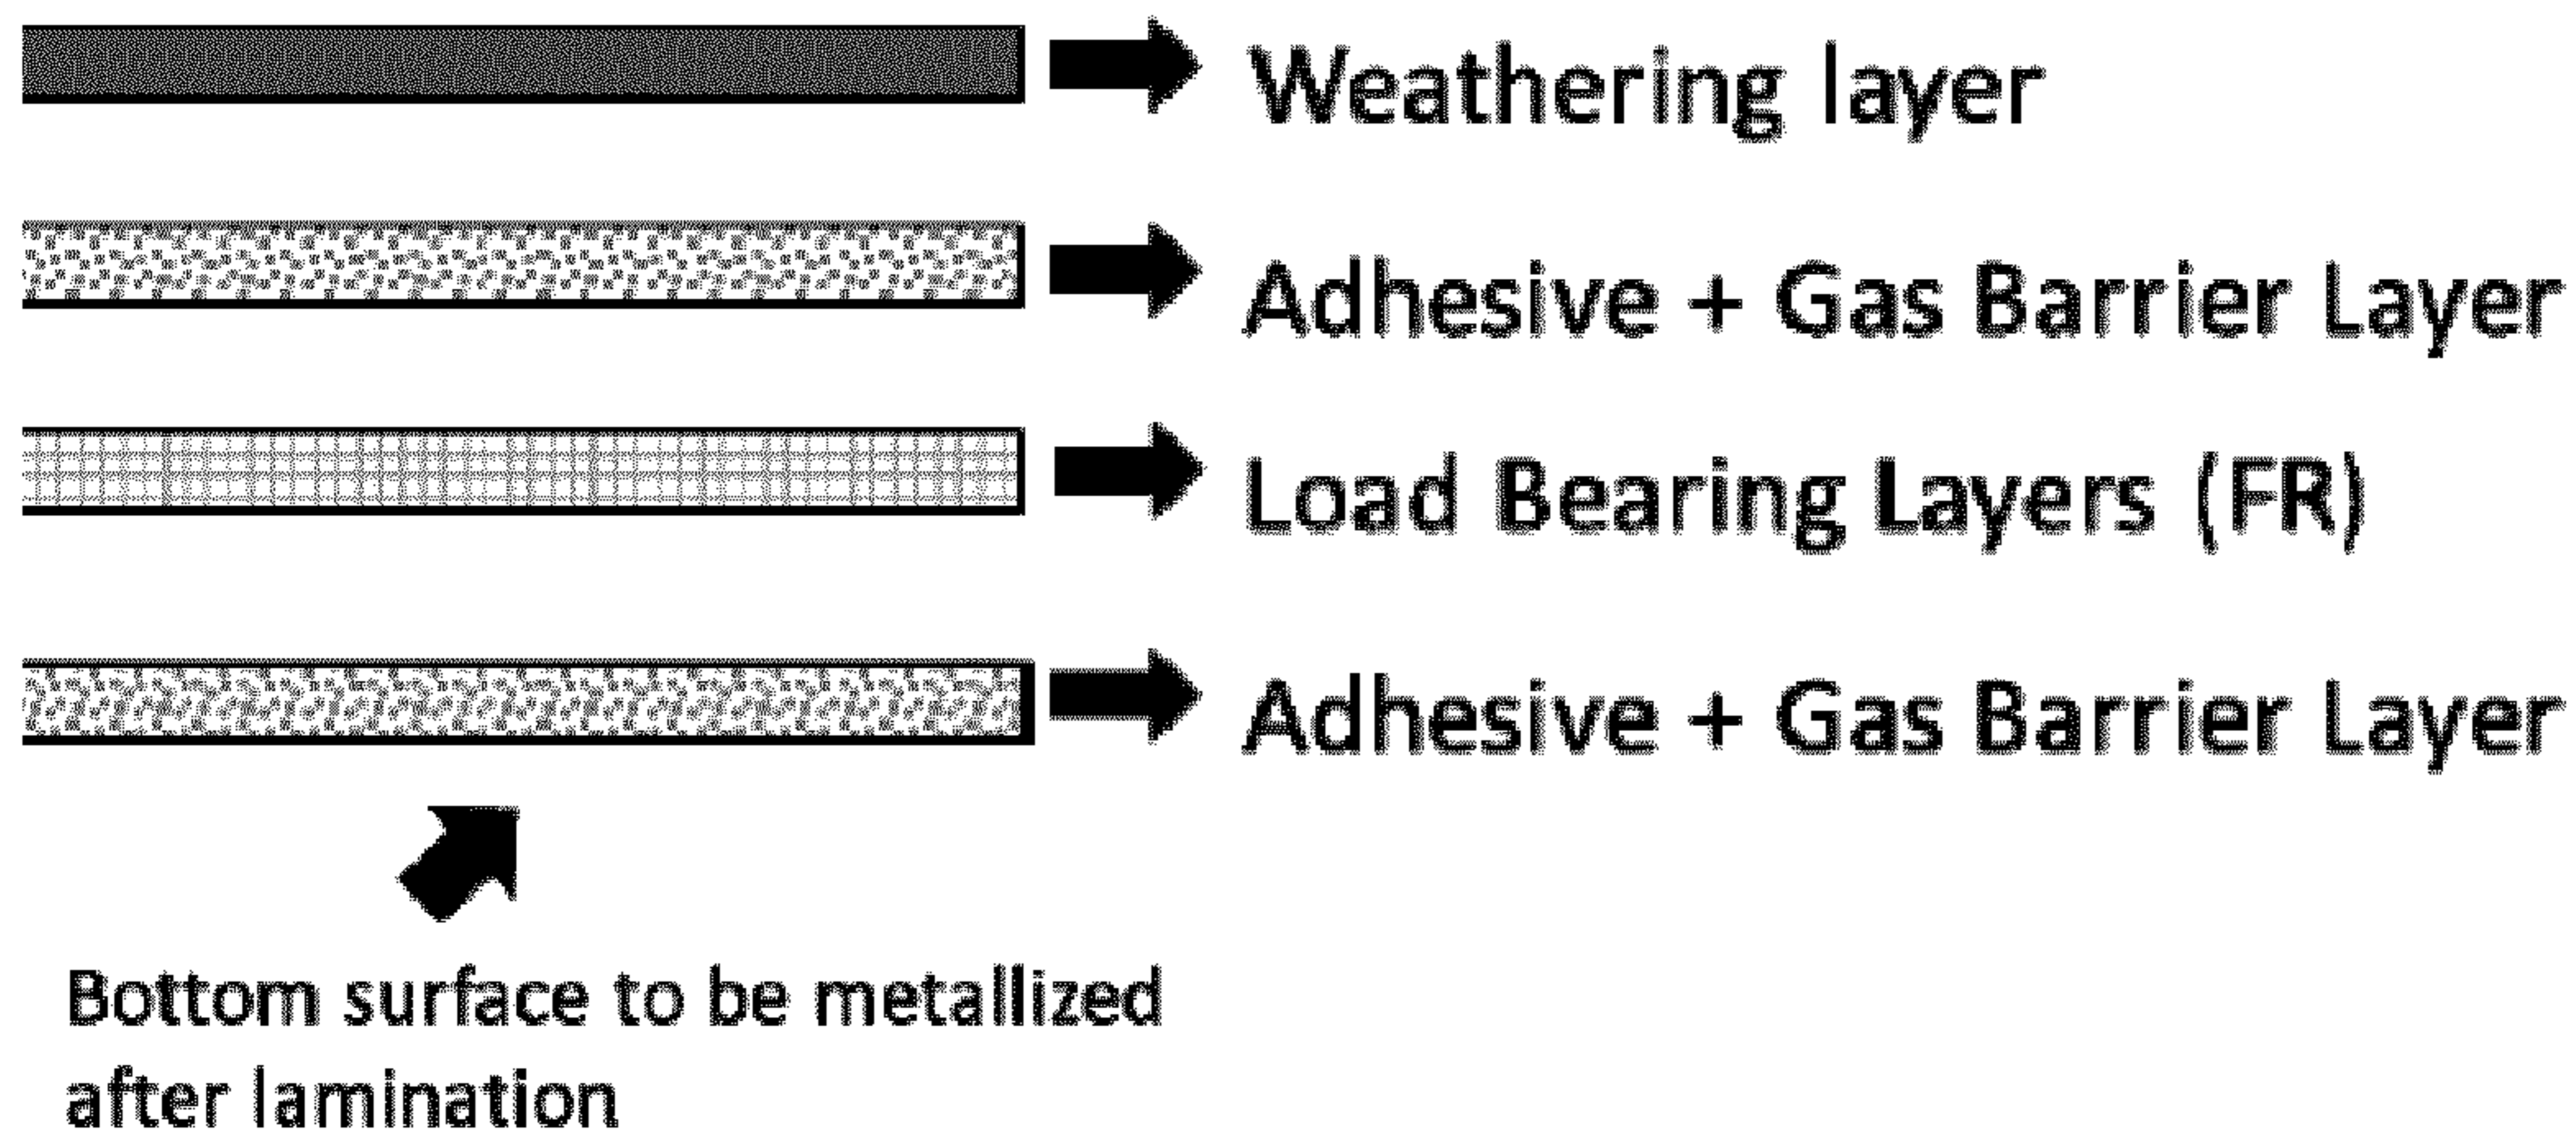 Weathering layer
Adhesive + Gas Barrier Layer
Load Bearing Layers (FR)
Adhesive + Gas Barrier Layer
Bottom surface to be metallized
after lamination